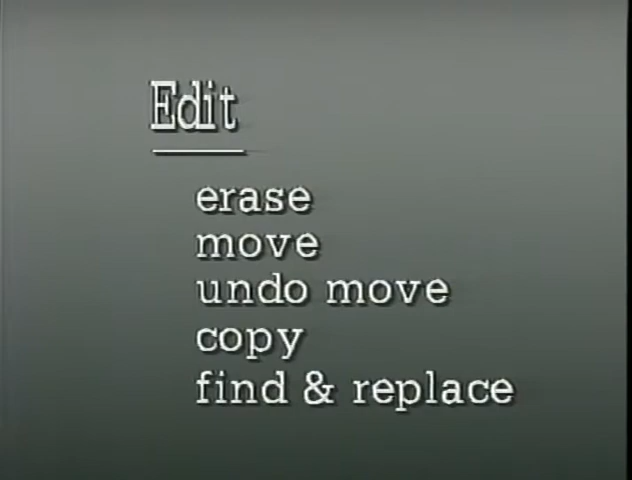 Edit
erase
move
undo move
copy
find & replace